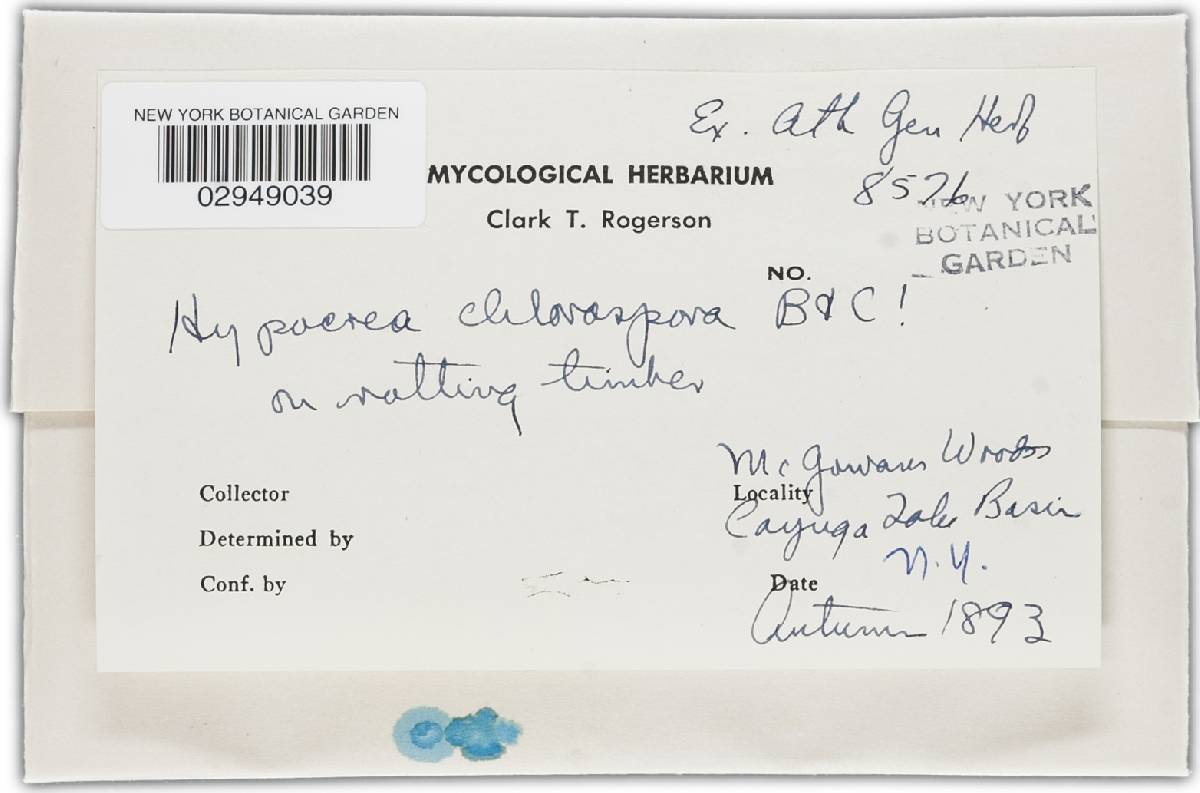 NEW YORK BOTANICAL GARDEN
02949039
Ex. Ath Gen Herb
8576
MYCOLOGICAL HERBARIUM
Clark T. Rogerson
NEW YORK
BOTANICAL
GARDEN
NO.
Hypocrea chlorospora B & C!
on rotting timber
McGowans Woods
Collector
Locality
Cayuga Lake Basin
Determined by
N.Y.
Conf. by
Date
Autumn 1893